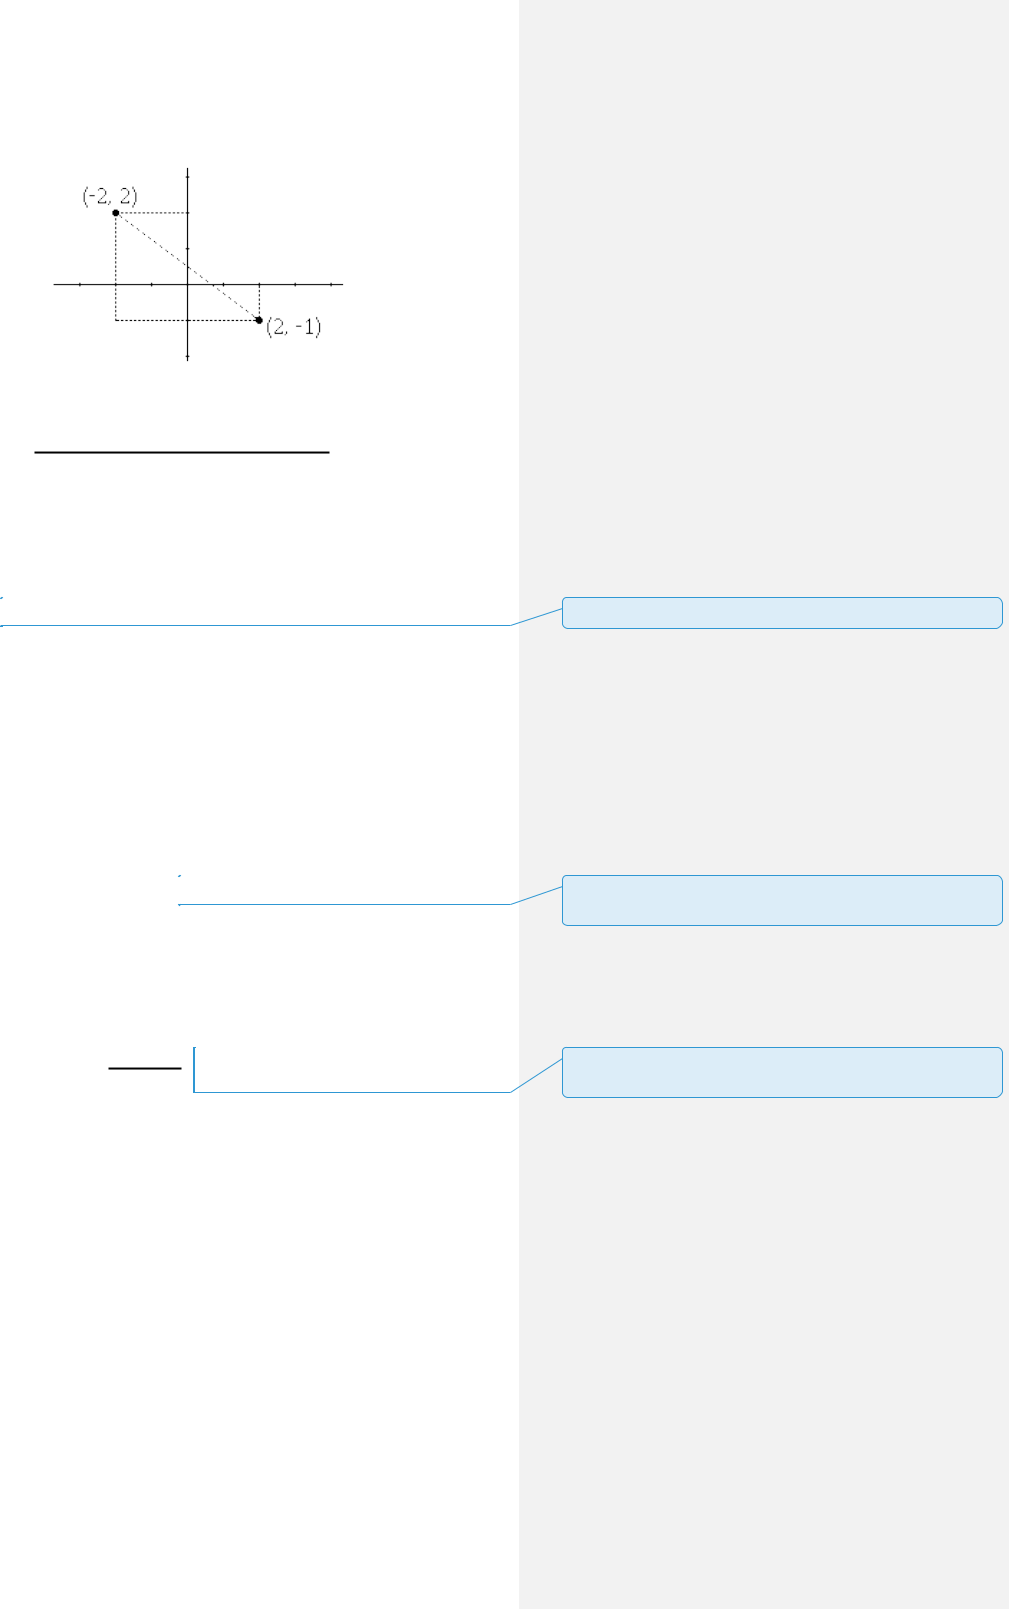 (-2, 2)
(2, -1)